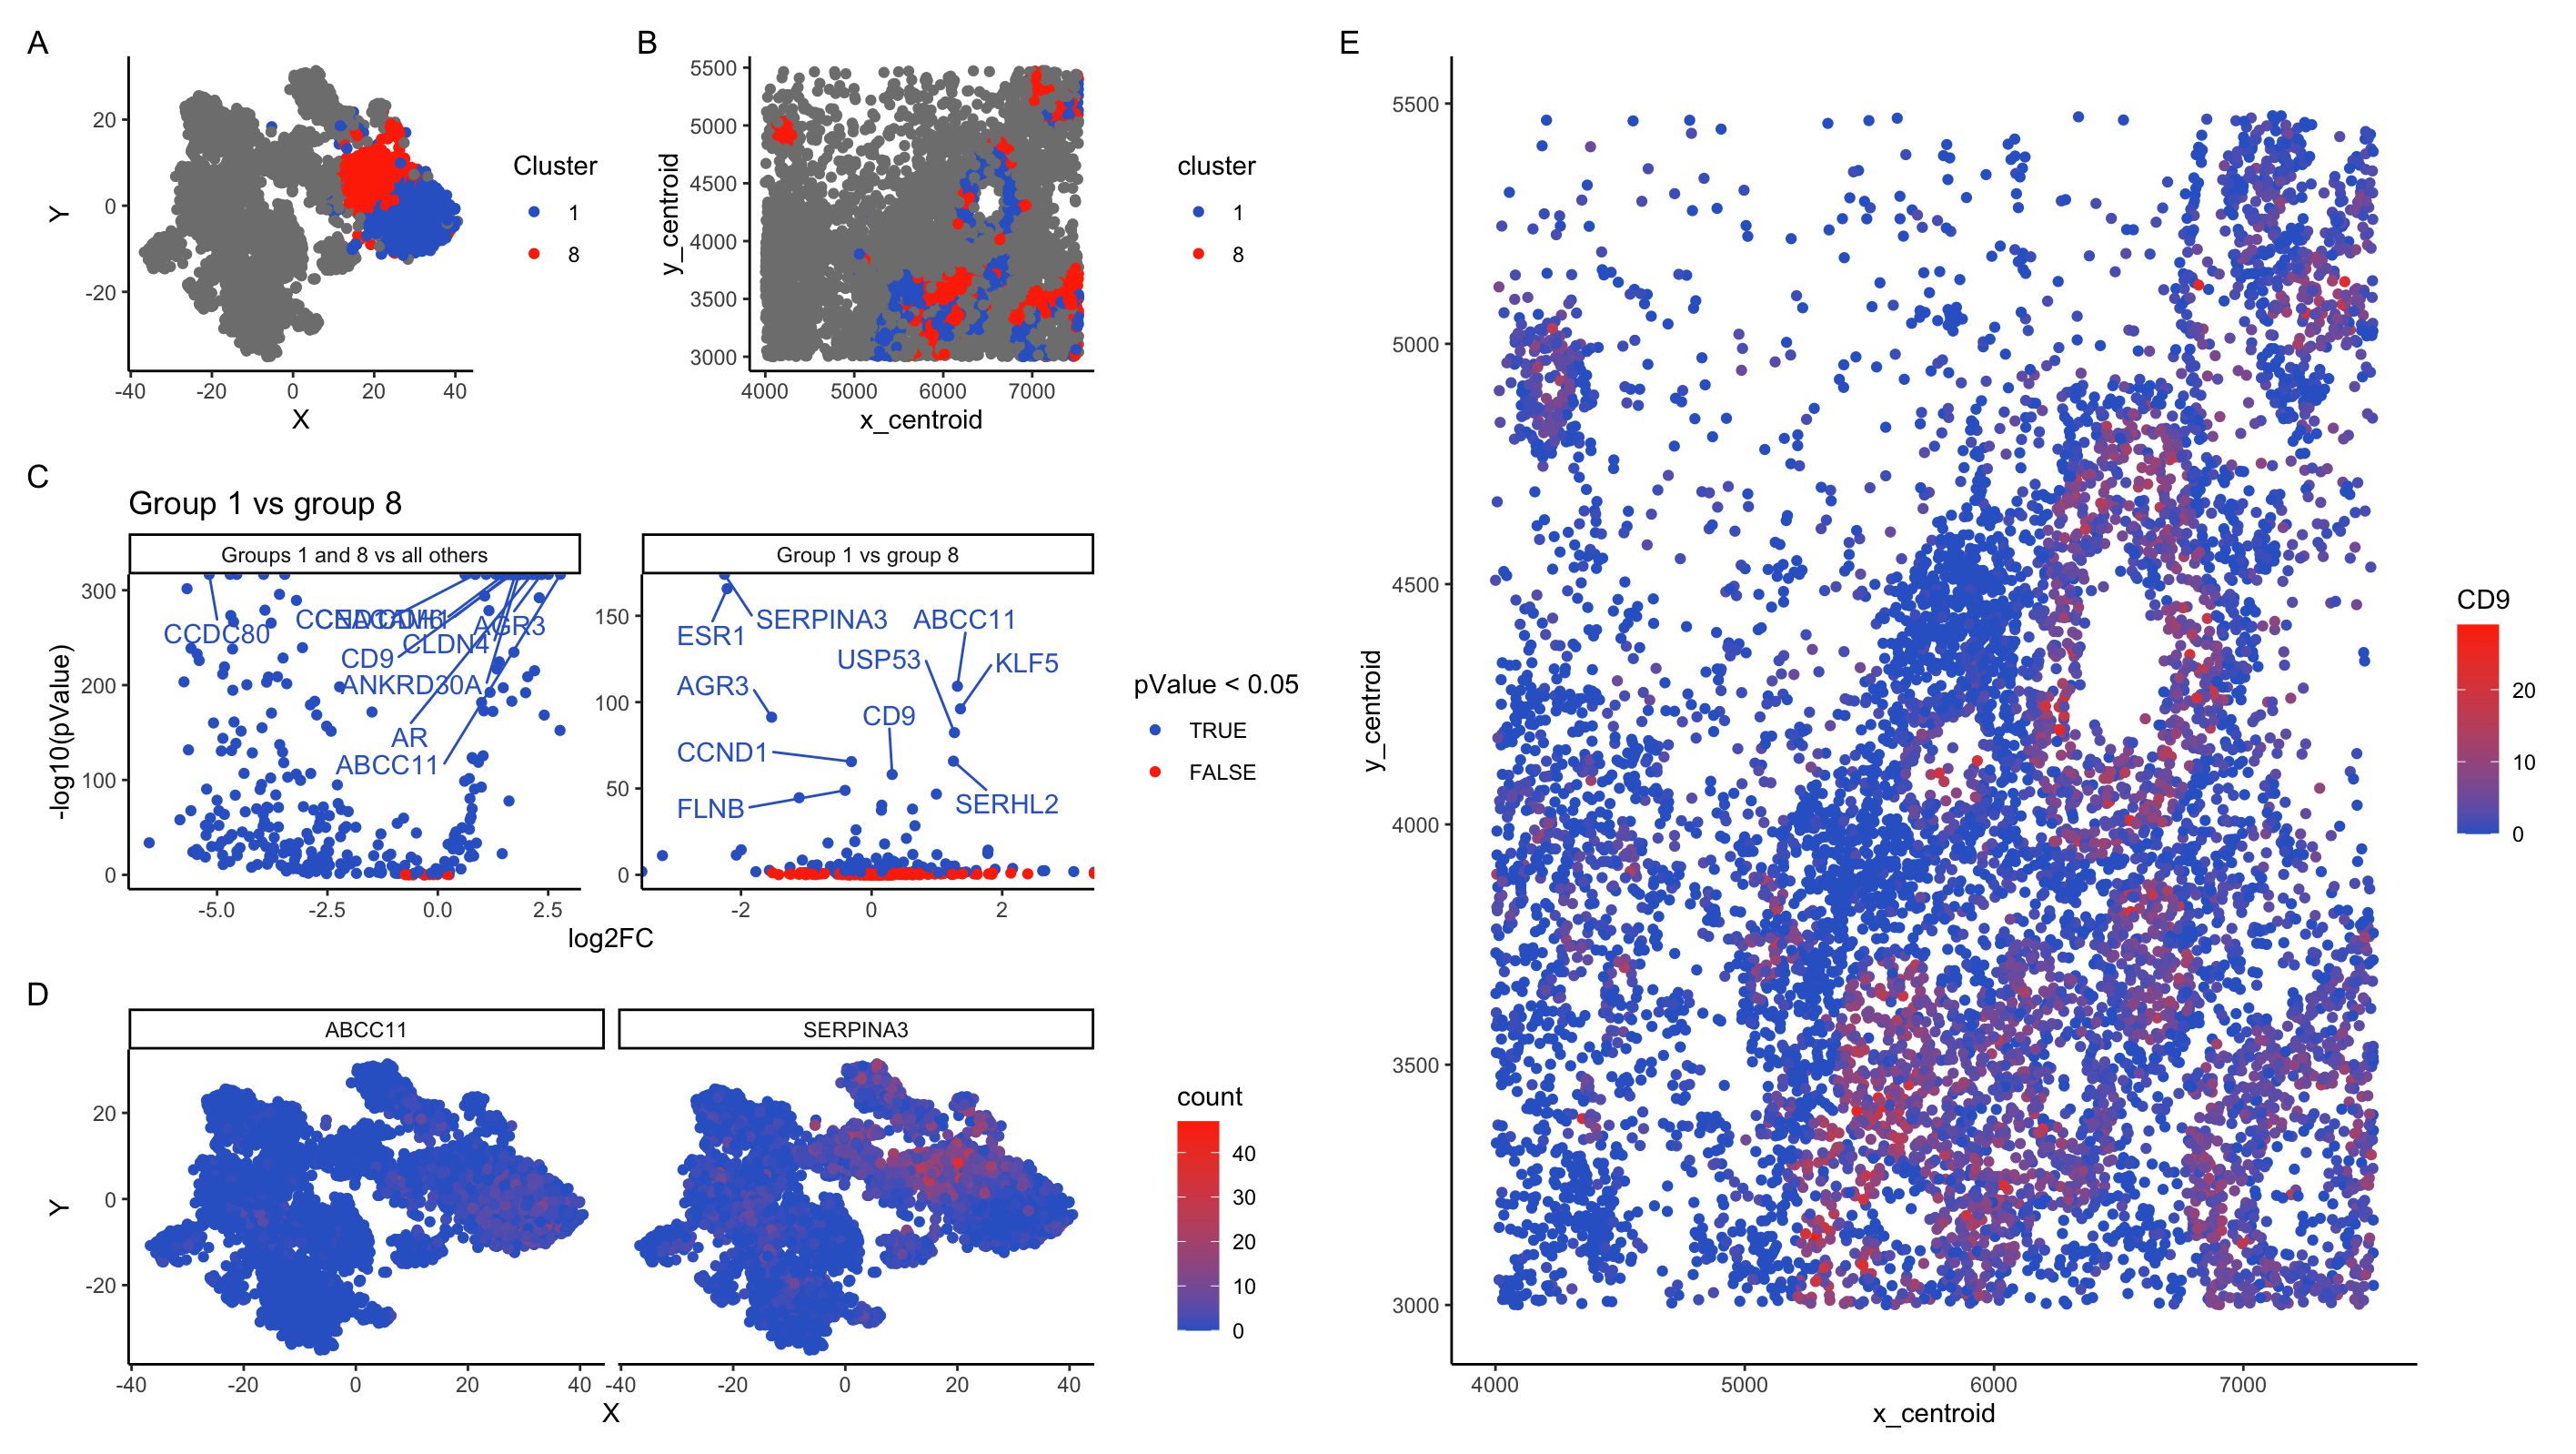 A
20
0
-20
Y
-40
-20
0
20
40
X
Cluster
1
8
B
5500
5000
4500
4000
3500
3000
y_centroid
4000
5000
6000
7000
x_centroid
cluster
1
8
C
Group 1 vs group 8
Groups 1 and 8 vs all others
Group 1 vs group 8
300
200
100
0
-log10(pValue)
CCDC80
AGR3
CLDN4
CD9
ANKRD30A
AR
ABCC11
-5.0
-2.5
0.0
2.5
150
100
50
0
ESR1
SERPINA3
ABCC11
USP53
KLF5
AGR3
CD9
CCND1
FLNB
SERHL2
-2
0
2
log2FC
pValue < 0.05
TRUE
FALSE
D
ABCC11
SERPINA3
20
0
-20
Y
-40
-20
0
20
40
-40
-20
0
20
40
X
count
40
30
20
10
0
E
5500
5000
4500
4000
3500
3000
y_centroid
4000
5000
6000
7000
x_centroid
CD9
20
10
0